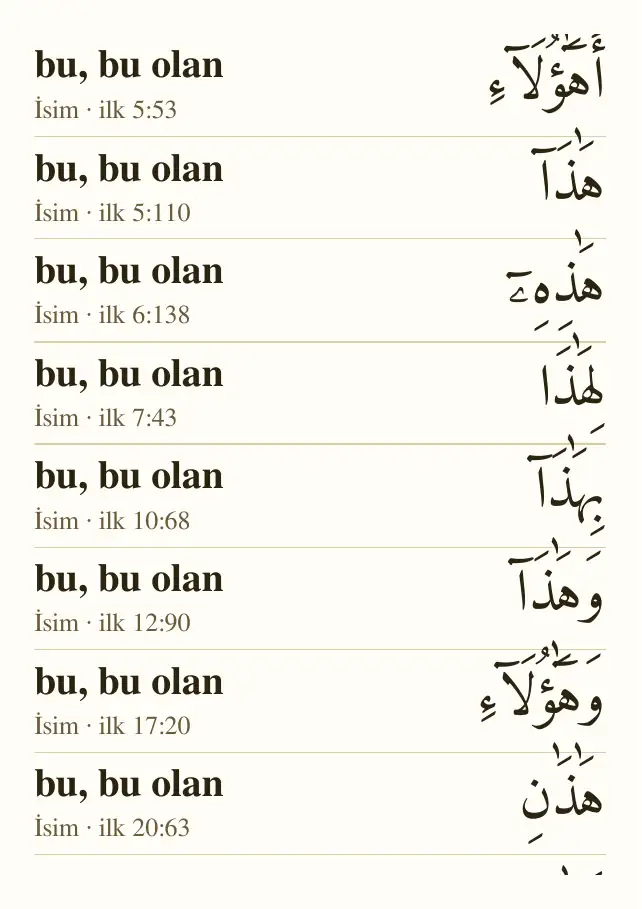 bu, bu olan أَهَٰٓؤُلَآءِ
İsim · ilk 5:53
bu, bu olan هَٰذَآ
İsim · ilk 5:110
bu, bu olan هَٰذِهِۦٓ
İsim · ilk 6:138
bu, bu olan لِهَٰذَا
İsim · ilk 7:43
bu, bu olan بِهَٰذَآ
İsim · ilk 10:68
bu, bu olan وَهَٰذَآ
İsim · ilk 12:90
bu, bu olan وَهَٰٓؤُلَآءِ
İsim · ilk 17:20
bu, bu olan هَٰذَٰنِ
İsim · ilk 20:63